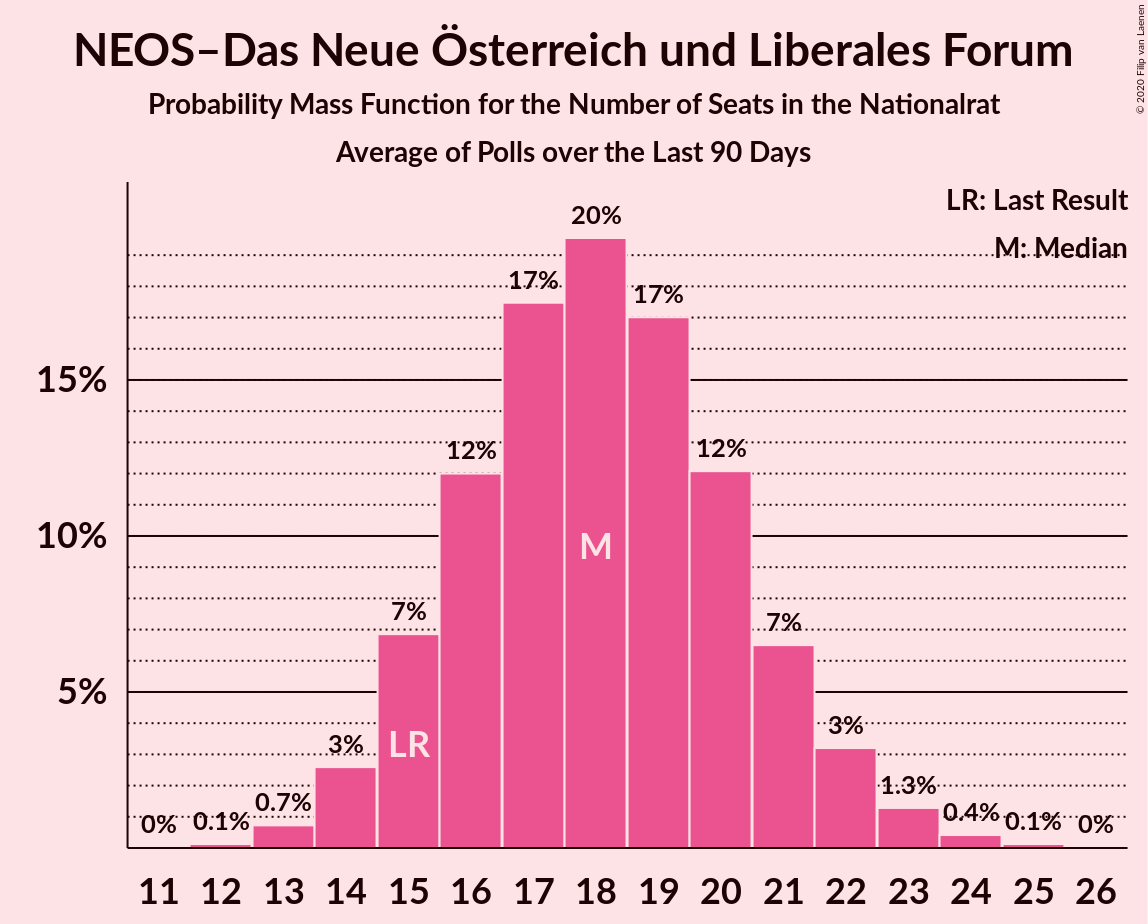 NEOS–Das Neue Österreich und Liberales Forum
Probability Mass Function for the Number of Seats in the Nationalrat
Average of Polls over the Last 90 Days
© 2020 Filip van Laenen
LR: Last Result
M: Median
15%
10%
5%
0%
0.1%
0.7%
3%
7%
12%
17%
20%
17%
12%
7%
3%
1.3%
0.4%
0.1%
0%
LR
M
11 12 13 14 15 16 17 18 19 20 21 22 23 24 25 26